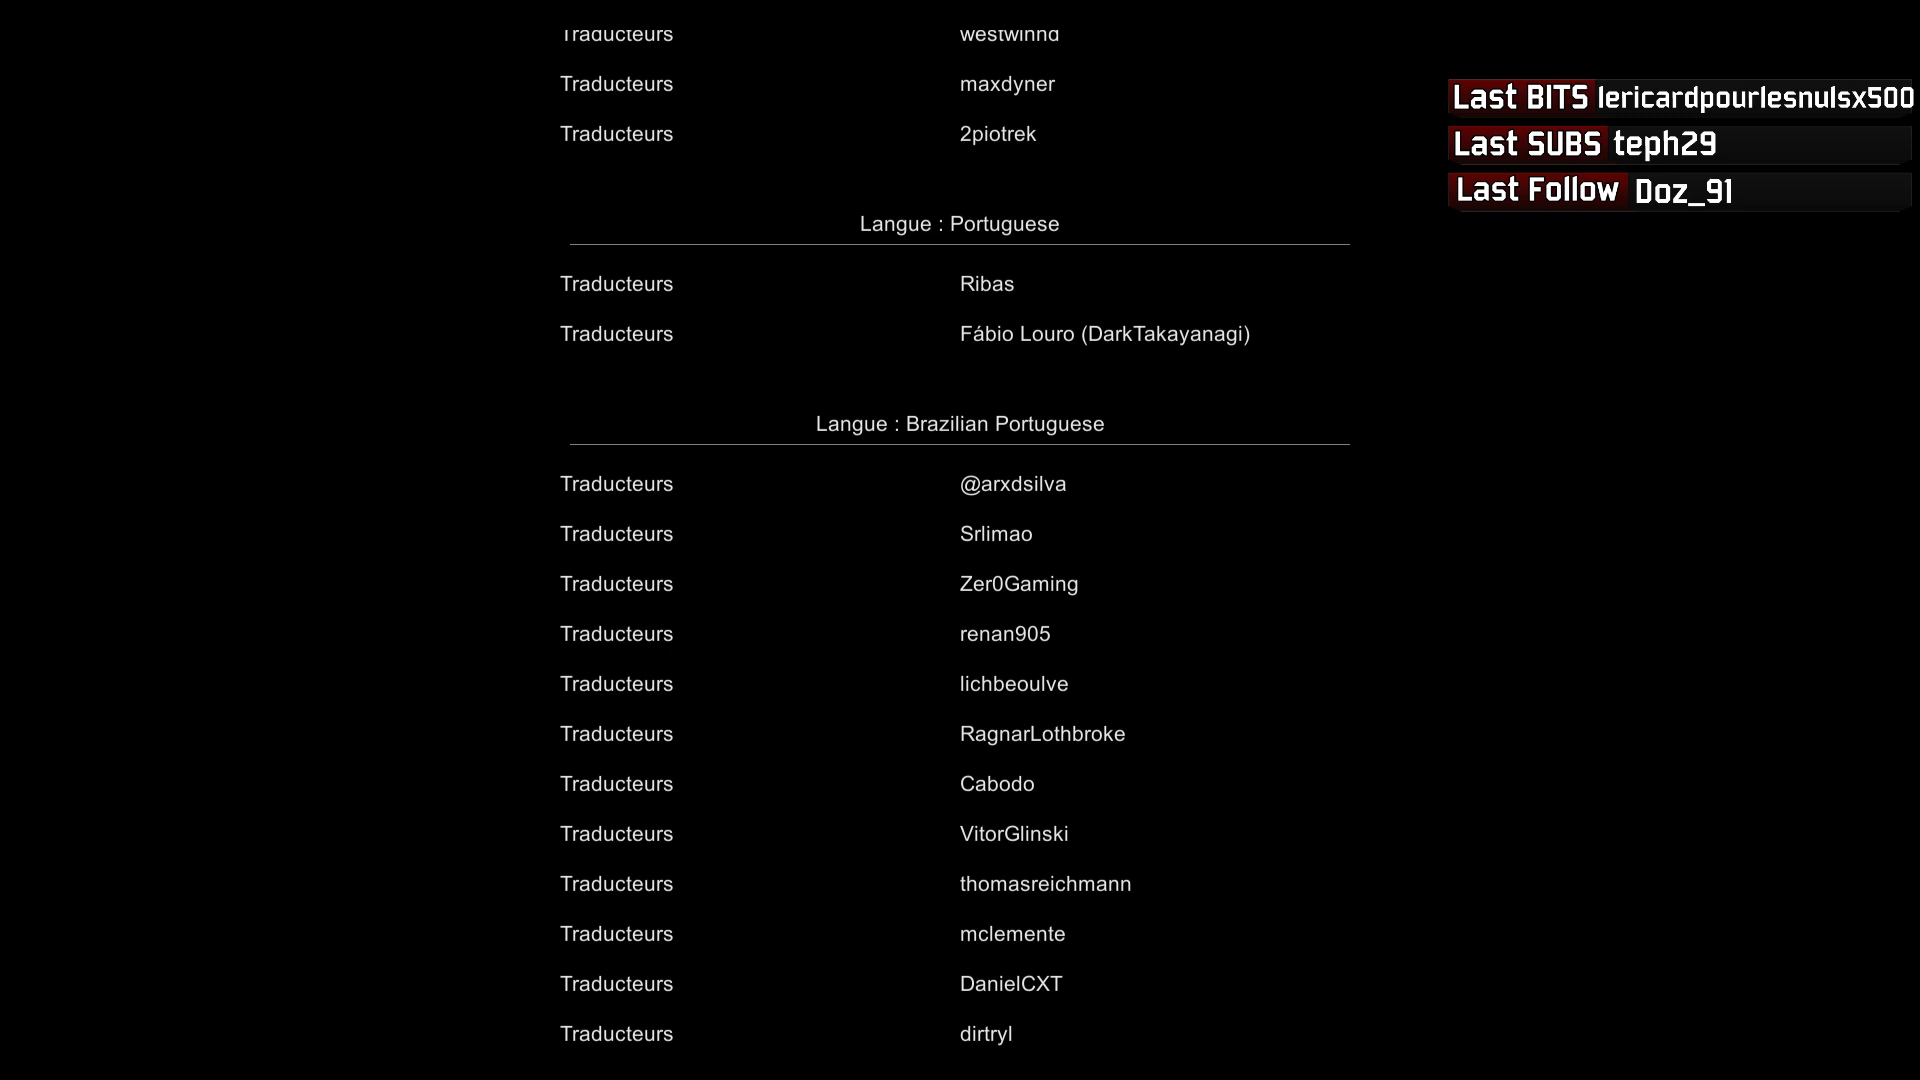 Traducteurs westwinnd
Traducteurs maxdyner
Traducteurs 2piotrek
Last BITS lericardpourlesnulsx500
Last SUBS teph29
Last Follow Doz_91
Langue : Portuguese
Traducteurs Ribas
Traducteurs Fábio Louro (DarkTakayanagi)
Langue : Brazilian Portuguese
Traducteurs @arxdsilva
Traducteurs Srlimao
Traducteurs Zer0Gaming
Traducteurs renan905
Traducteurs lichbeoulve
Traducteurs RagnarLothbroke
Traducteurs Cabodo
Traducteurs VitorGlinski
Traducteurs thomasreichmann
Traducteurs mclemente
Traducteurs DanielCXT
Traducteurs dirtryl